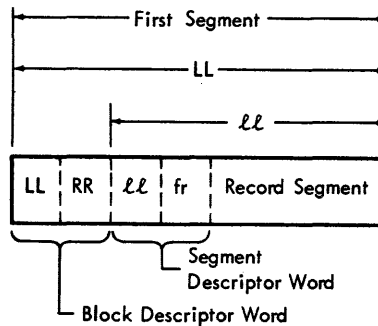 First Segment
LL
ℓℓ
LL RR ℓℓ fr Record Segment
Segment
Descriptor Word
Block Descriptor Word